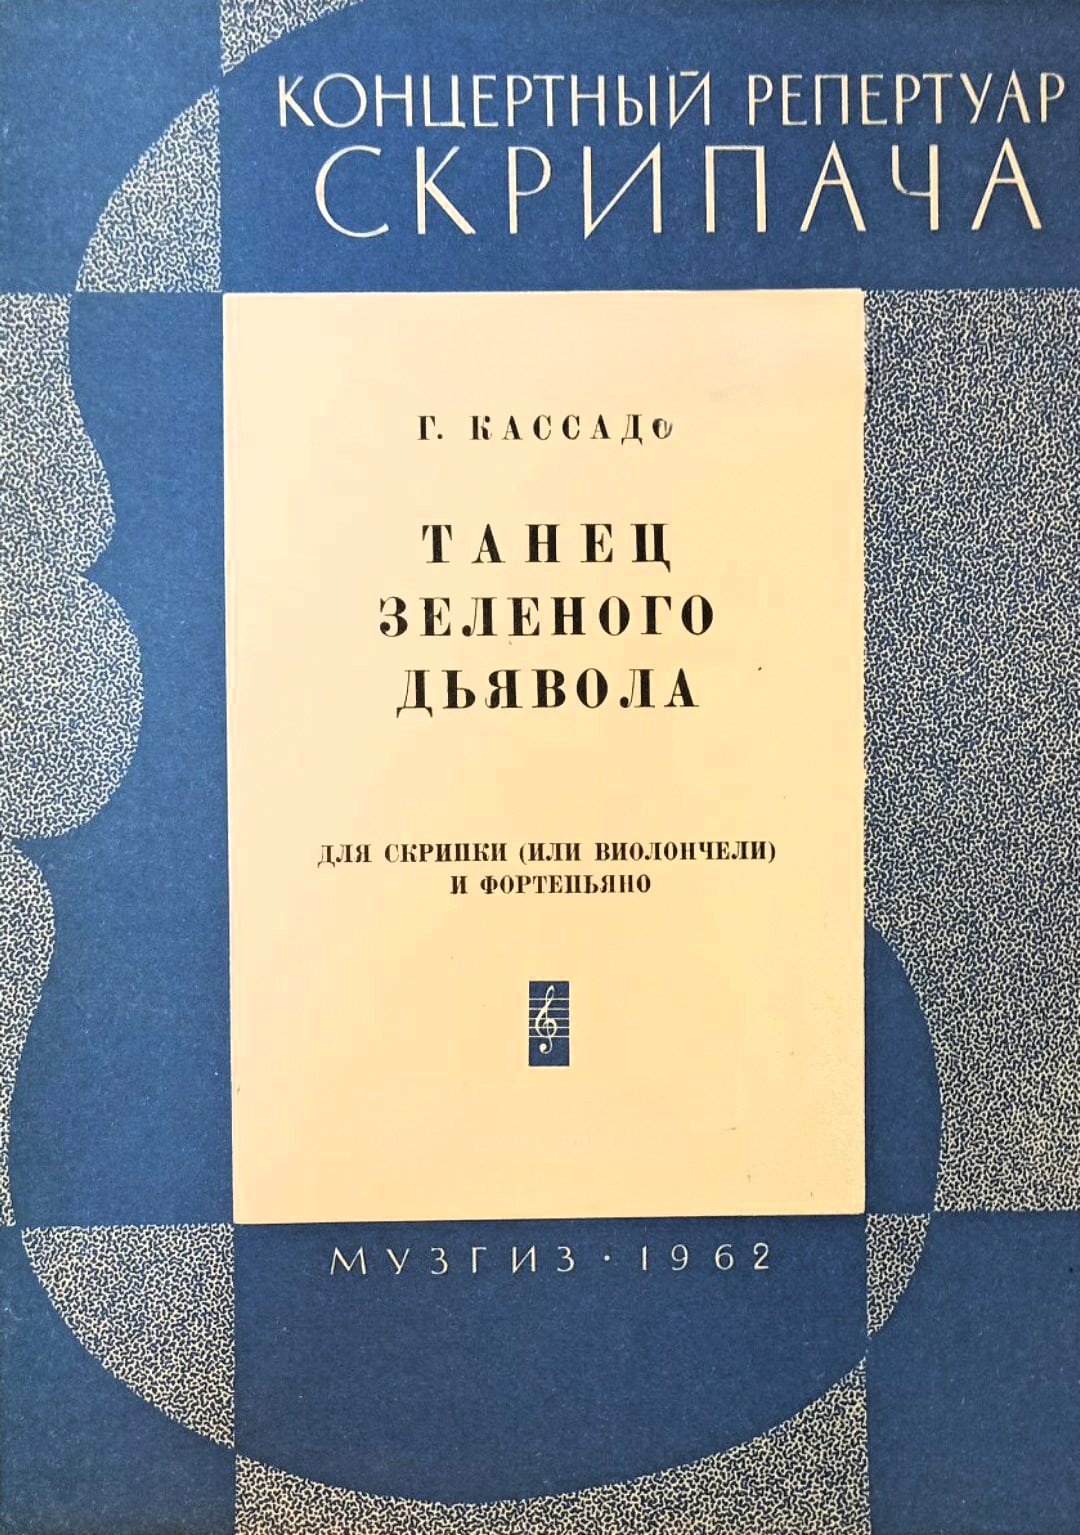 КОНЦЕРТНЫЙ РЕПЕРТУАР
СКРИПАЧА
Г. КАССАДО
ТАНЕЦ
ЗЕЛЕНОГО
ДЬЯВОЛА
ДЛЯ СКРИПКИ (ИЛИ ВИОЛОНЧЕЛИ)
И ФОРТЕПЬЯНО
МУЗГИЗ · 1962